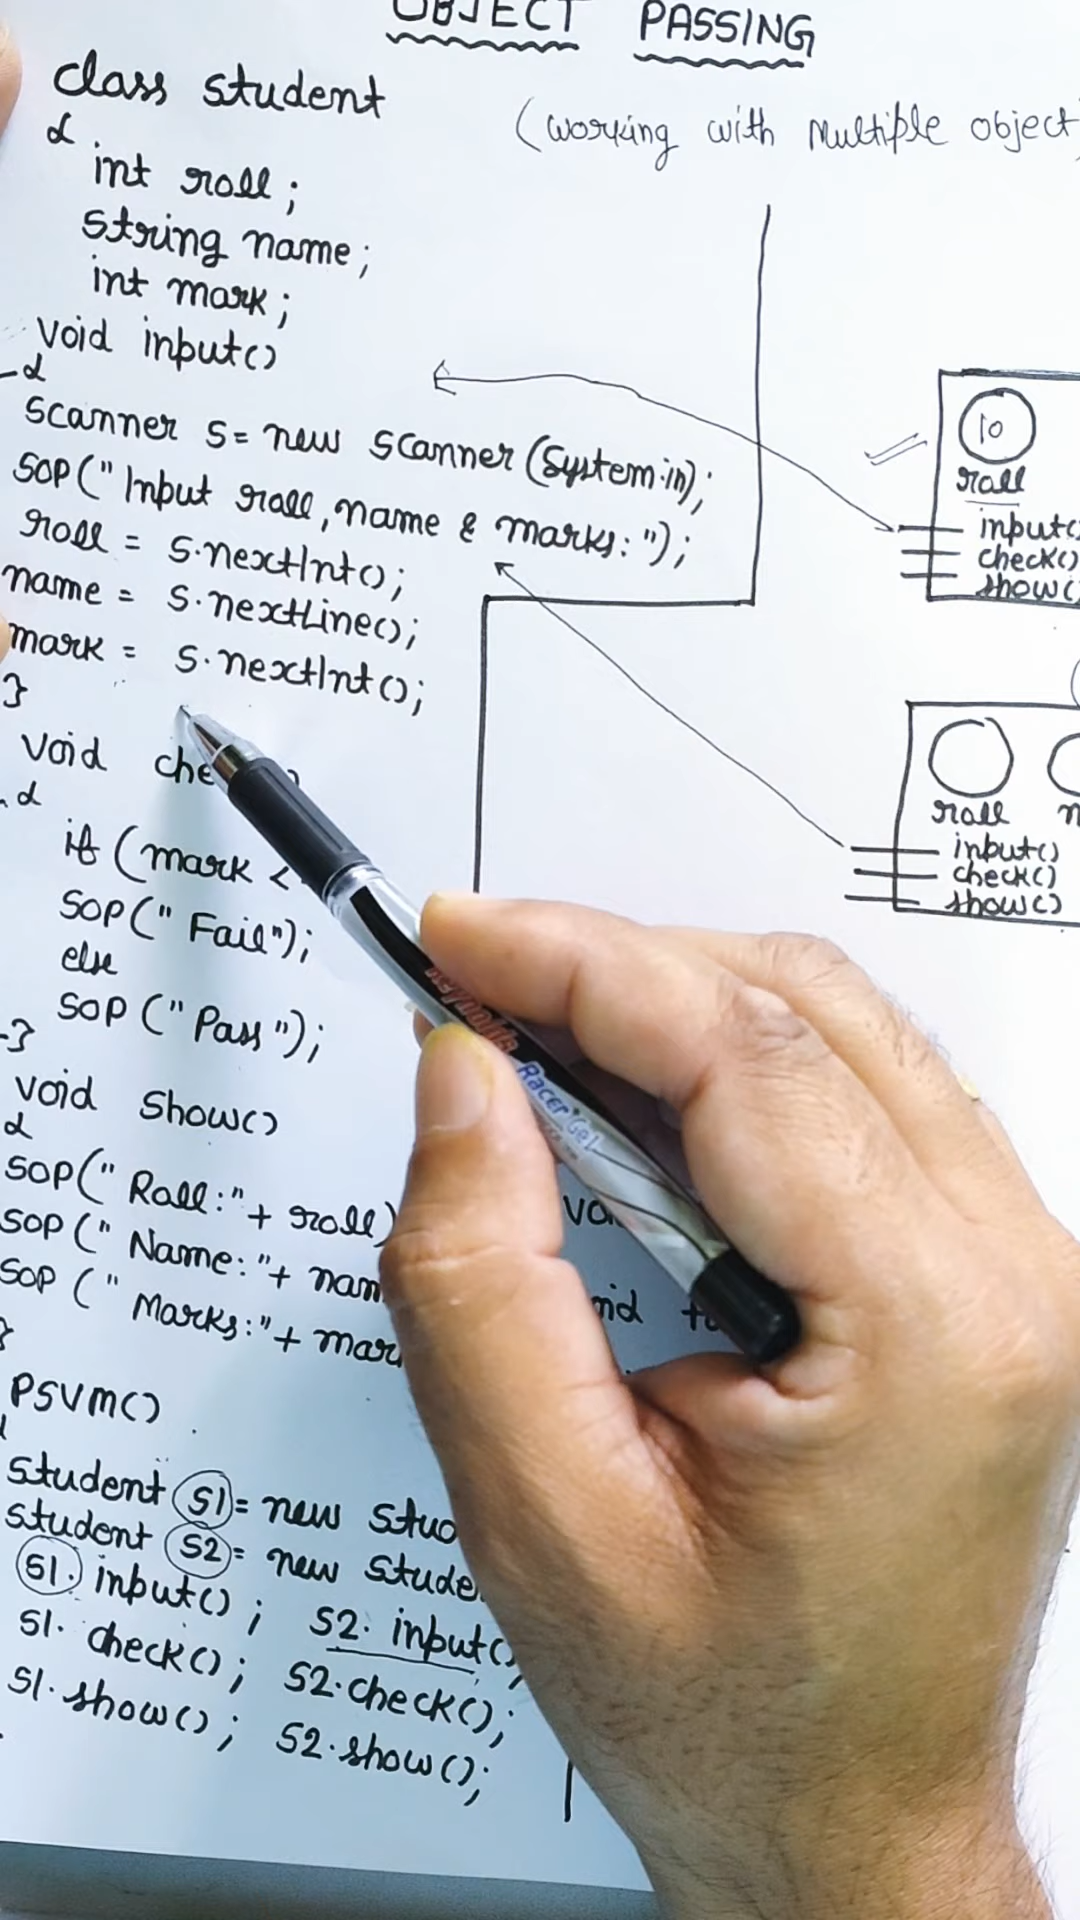 OBJECT PASSING
(working with Multiple object
class student
{
int roll;
string name;
int mark;
void input()
{
scanner s = new scanner (system.in);
SOP(" Input roll, name & marks: ");
roll = s.nextInt();
name = s.nextLine();
mark = s.nextInt();
}
void che
{
if (mark <
SOP(" Fail");
else
SOP (" Pass ");
}
void show()
{
SOP(" Roll:"+ roll)
SOP (" Name:"+ nam
SOP (" Marks:"+ mar
}
PSVM()
{
student S1 = new stud
student S2 = new stude
S1. input(); S2. input()
S1. check(); S2.check();
S1.show(); S2.show();
10
roll
input()
check()
show()
roll
input()
check()
show()
Reynolds
Racer Gel